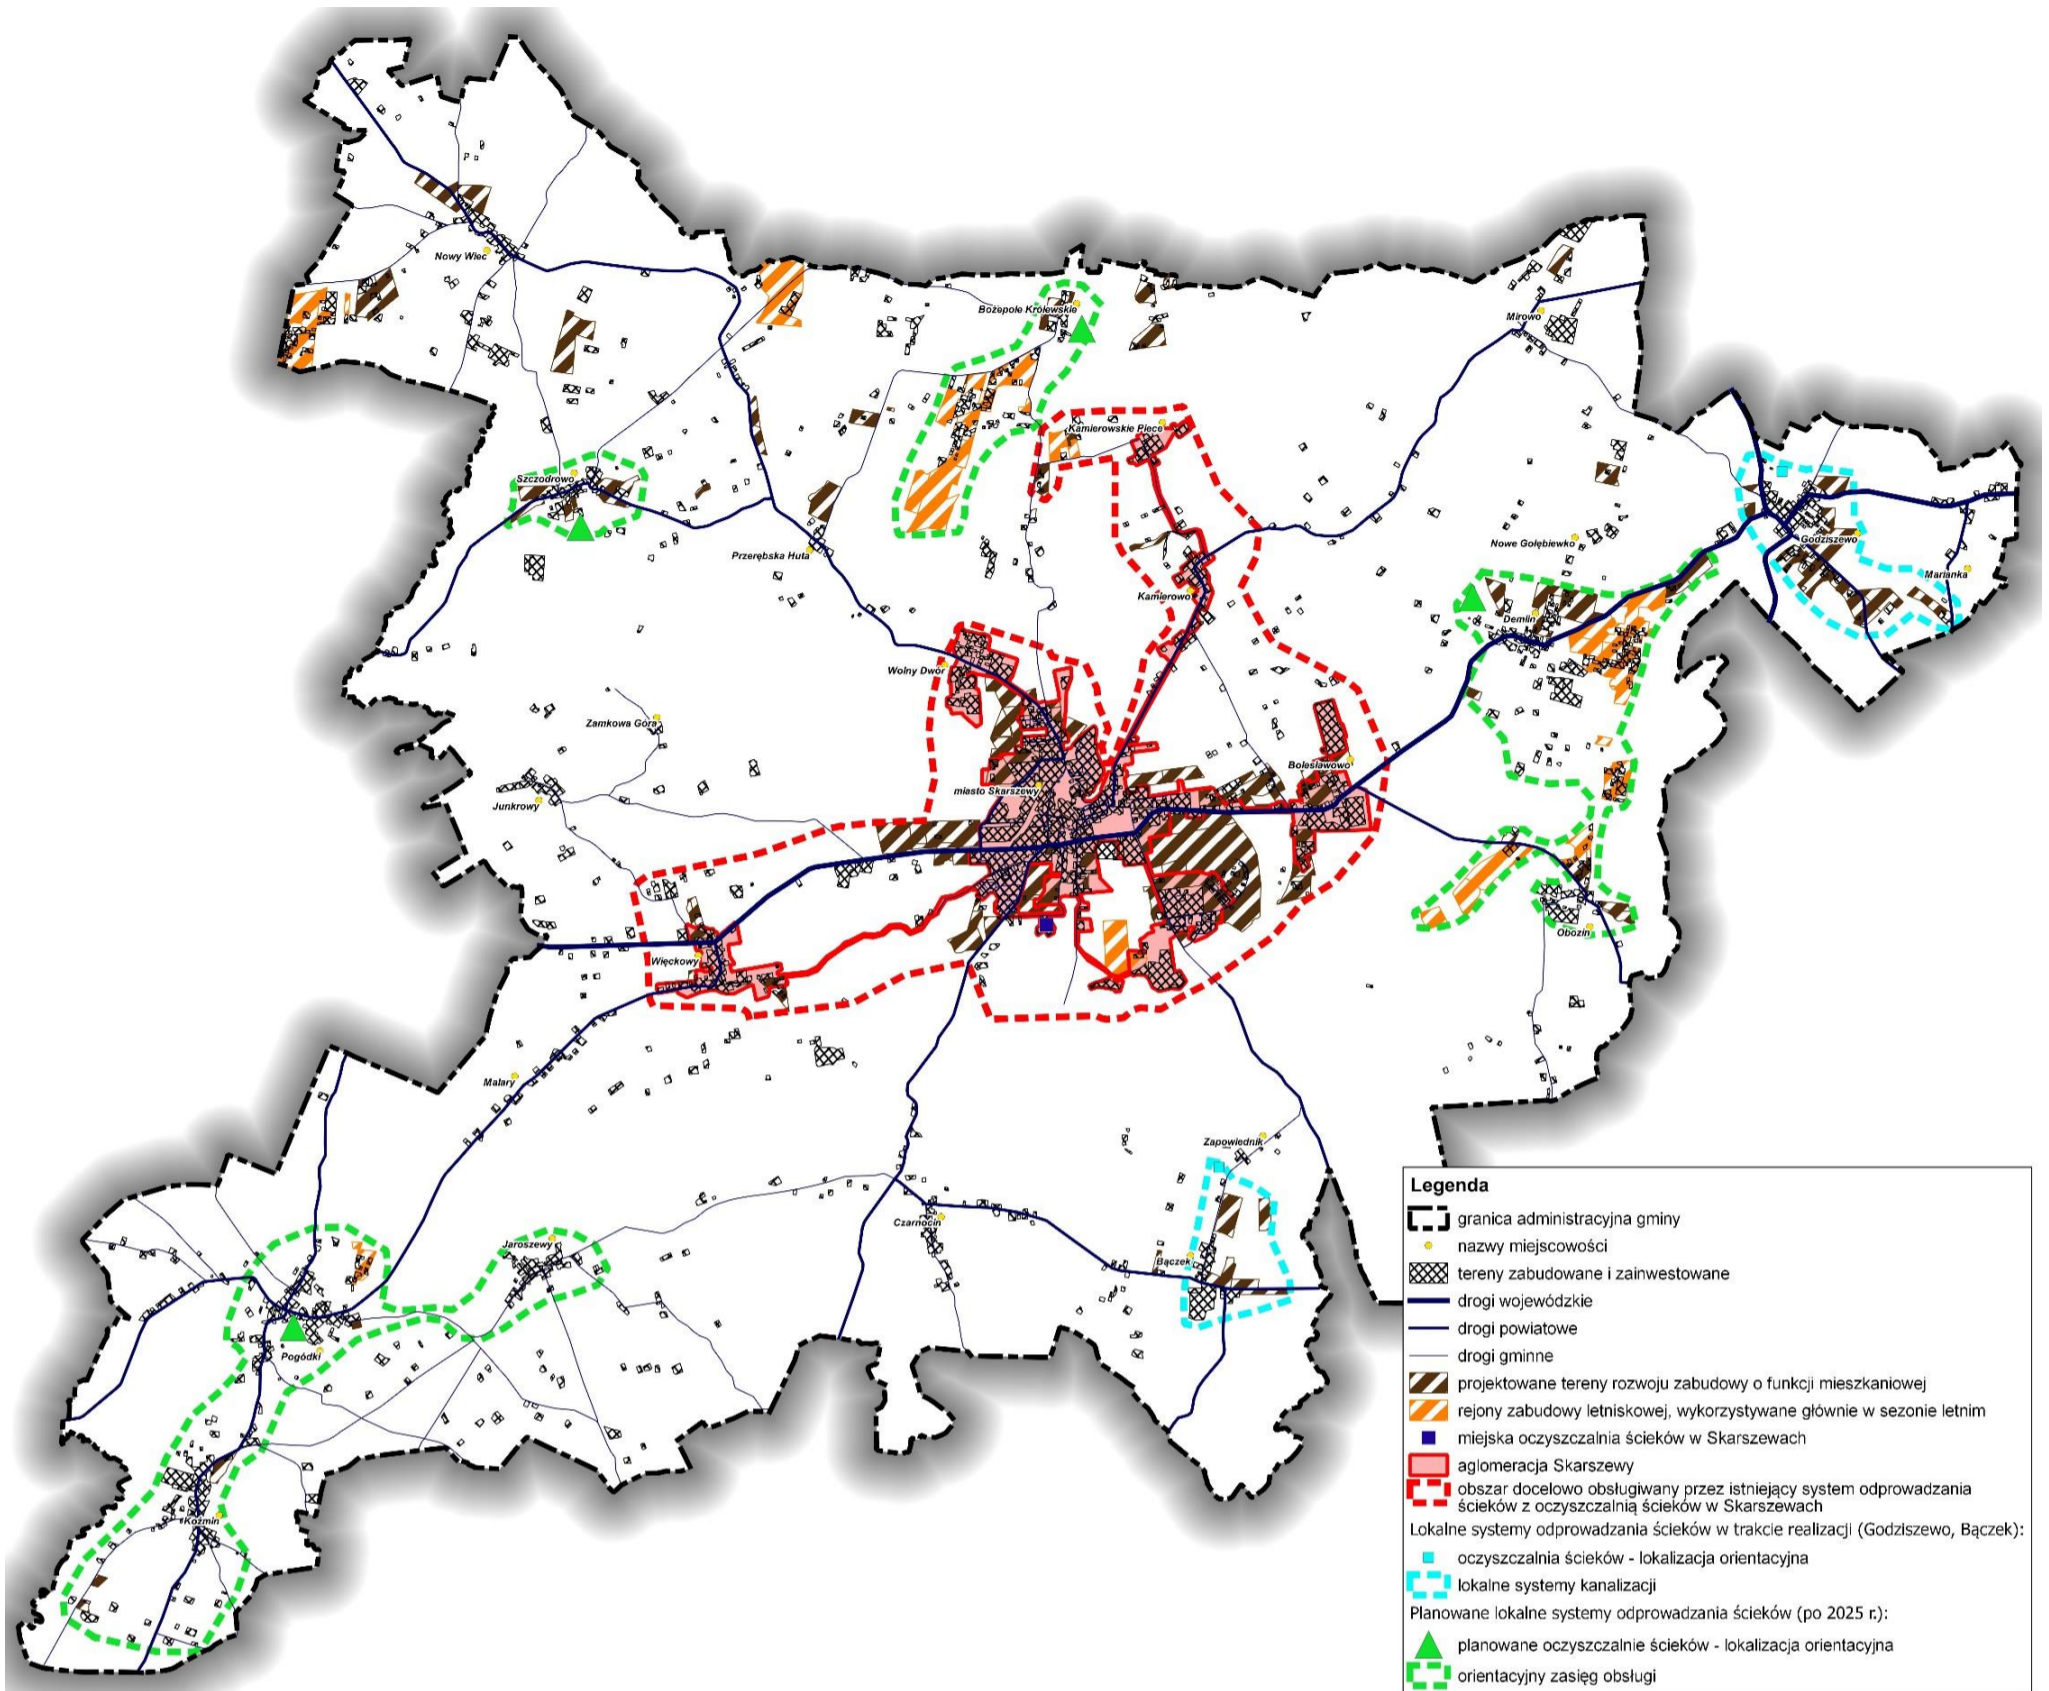 Nowy Wiec
Bożepole Królewskie
Mirowo
Kamierowskie Piece
Szczodrowo
Przerębska Huta
Nowe Gołębiewko
Godziszewo
Marianka
Kamierowo
Demlin
Wolny Dwór
Zamkowa Góra
Bolesławowo
miasto Skarszewy
Junkrowy
Obozin
Więckowy
Malary
Zapowiednik
Czarnocin
Jaroszewy
Bączek
Pogódki
Koźmin
Legenda
granica administracyjna gminy
nazwy miejscowości
tereny zabudowane i zainwestowane
drogi wojewódzkie
drogi powiatowe
drogi gminne
projektowane tereny rozwoju zabudowy o funkcji mieszkaniowej
rejony zabudowy letniskowej, wykorzystywane głównie w sezonie letnim
miejska oczyszczalnia ścieków w Skarszewach
aglomeracja Skarszewy
obszar docelowo obsługiwany przez istniejący system odprowadzania
ścieków z oczyszczalnią ścieków w Skarszewach
Lokalne systemy odprowadzania ścieków w trakcie realizacji (Godziszewo, Bączek):
oczyszczalnia ścieków - lokalizacja orientacyjna
lokalne systemy kanalizacji
Planowane lokalne systemy odprowadzania ścieków (po 2025 r.):
planowane oczyszczalnie ścieków - lokalizacja orientacyjna
orientacyjny zasięg obsługi